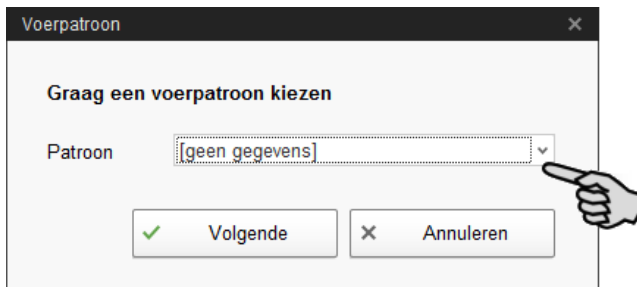 Voerpatroon
Graag een voerpatroon kiezen
Patroon [geen gegevens]
Volgende Annuleren